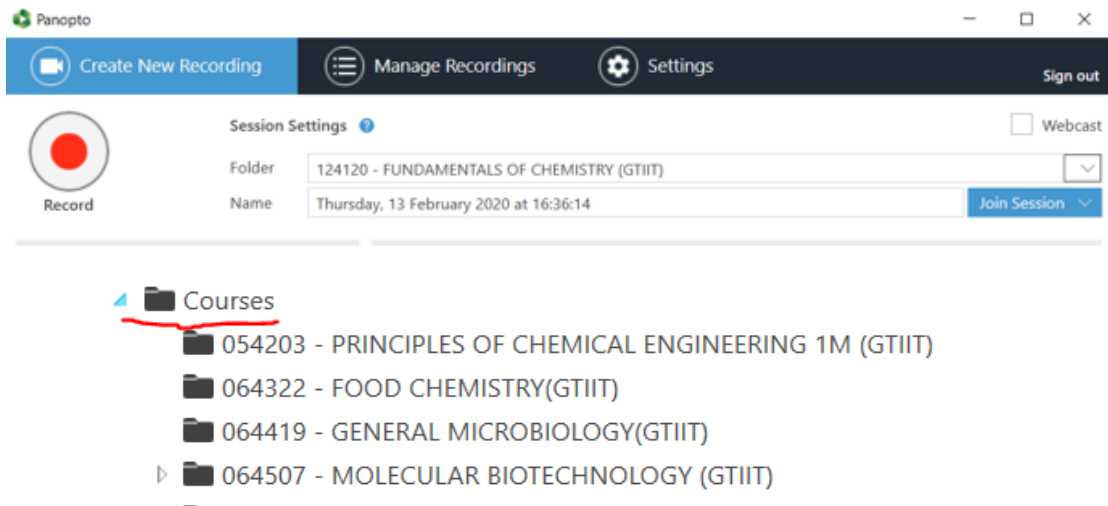 Panopto
Create New Recording Manage Recordings Settings Sign out
Session Settings ? Webcast
Folder 124120 - FUNDAMENTALS OF CHEMISTRY (GTIIT)
Record Name Thursday, 13 February 2020 at 16:36:14 Join Session
Courses
054203 - PRINCIPLES OF CHEMICAL ENGINEERING 1M (GTIIT)
064322 - FOOD CHEMISTRY(GTIIT)
064419 - GENERAL MICROBIOLOGY(GTIIT)
064507 - MOLECULAR BIOTECHNOLOGY (GTIIT)